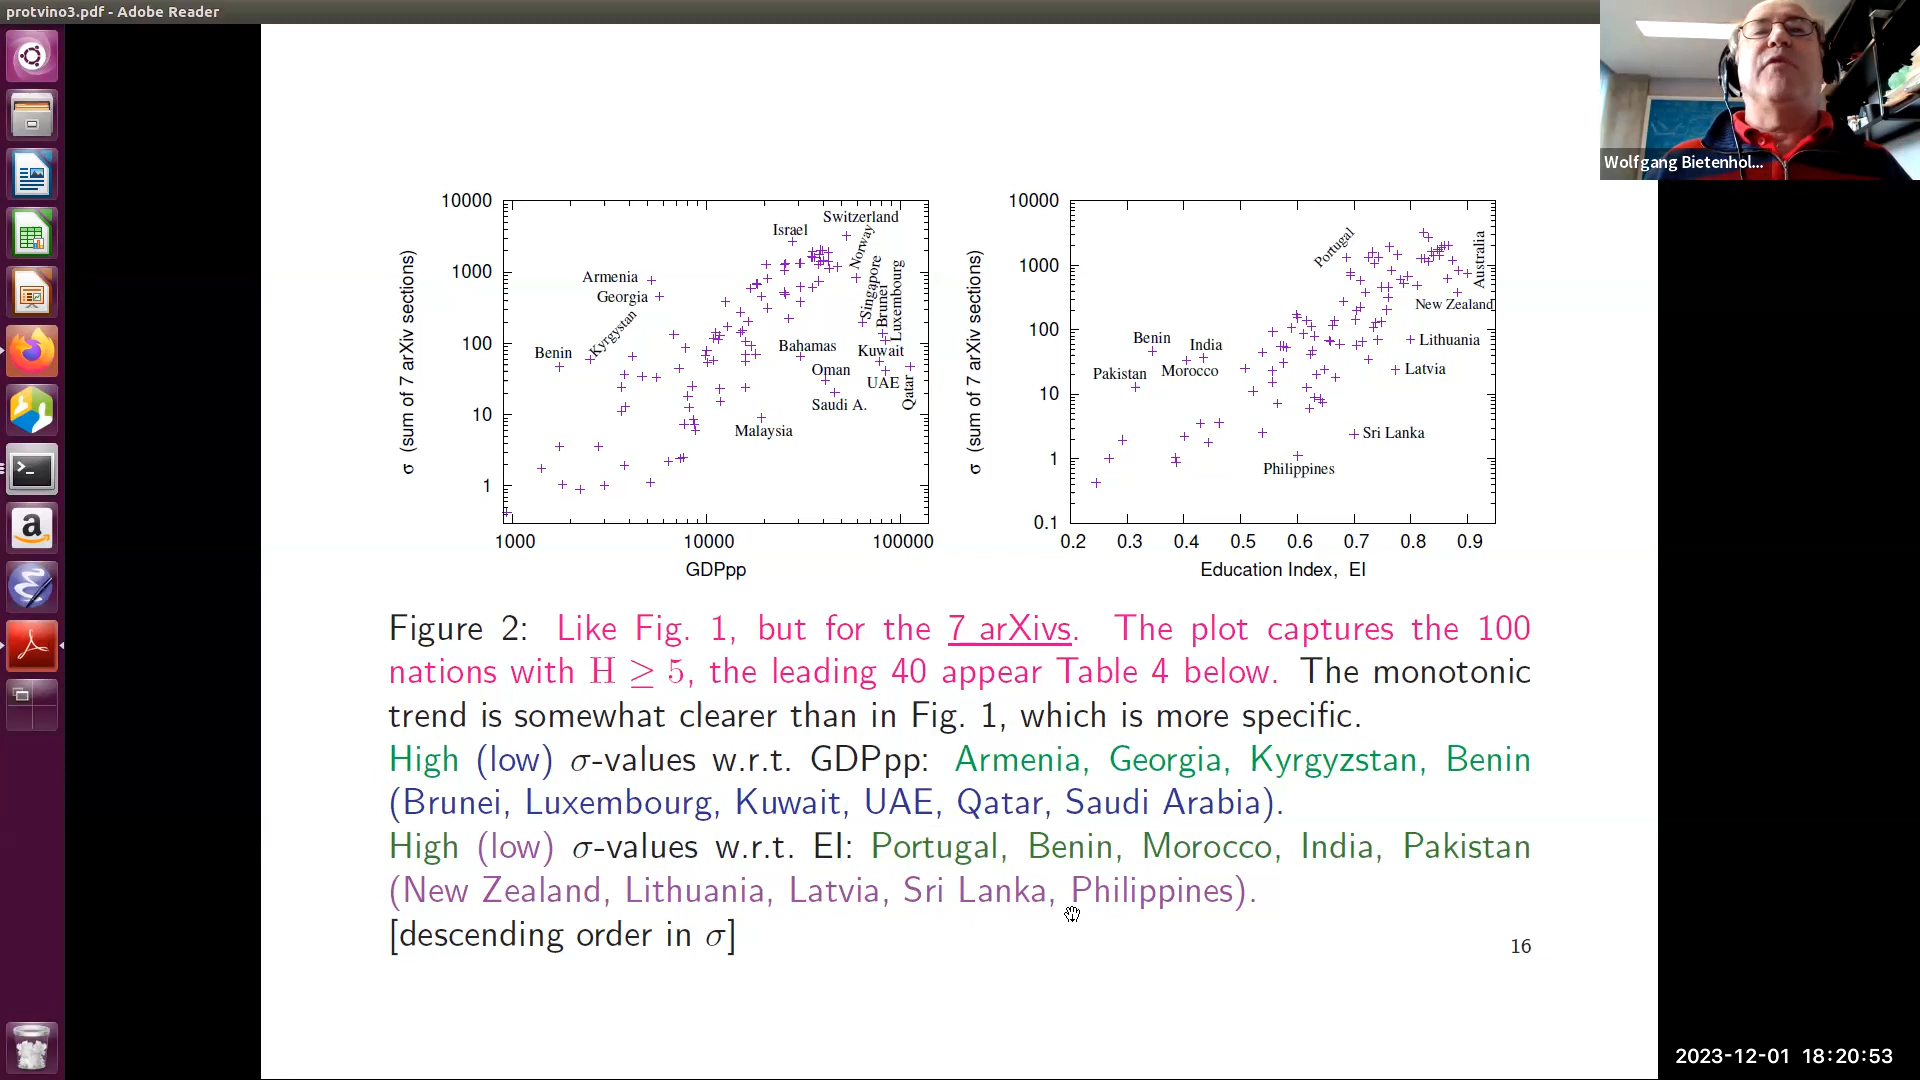 protvino3.pdf - Adobe Reader
Wolfgang Bietenhol...
10000
1000
100
10
1
σ (sum of 7 arXiv sections)
Switzerland
Israel
Norway
Armenia
Georgia
Singapore
Brunei
Luxembourg
Kyrgystan
Benin
Bahamas
Kuwait
Oman
UAE
Qatar
Saudi A.
Malaysia
1000 10000 100000
GDPpp
10000
1000
100
10
1
0.1
σ (sum of 7 arXiv sections)
Portugal
Australia
New Zealand
Benin
India
Lithuania
Pakistan
Morocco
Latvia
Sri Lanka
Philippines
0.2 0.3 0.4 0.5 0.6 0.7 0.8 0.9
Education Index, EI
Figure 2: Like Fig. 1, but for the 7 arXivs. The plot captures the 100
nations with H ≥ 5, the leading 40 appear Table 4 below. The monotonic
trend is somewhat clearer than in Fig. 1, which is more specific.
High (low) σ-values w.r.t. GDPpp: Armenia, Georgia, Kyrgyzstan, Benin
(Brunei, Luxembourg, Kuwait, UAE, Qatar, Saudi Arabia).
High (low) σ-values w.r.t. EI: Portugal, Benin, Morocco, India, Pakistan
(New Zealand, Lithuania, Latvia, Sri Lanka, Philippines).
[descending order in σ]
16
2023-12-01 18:20:53